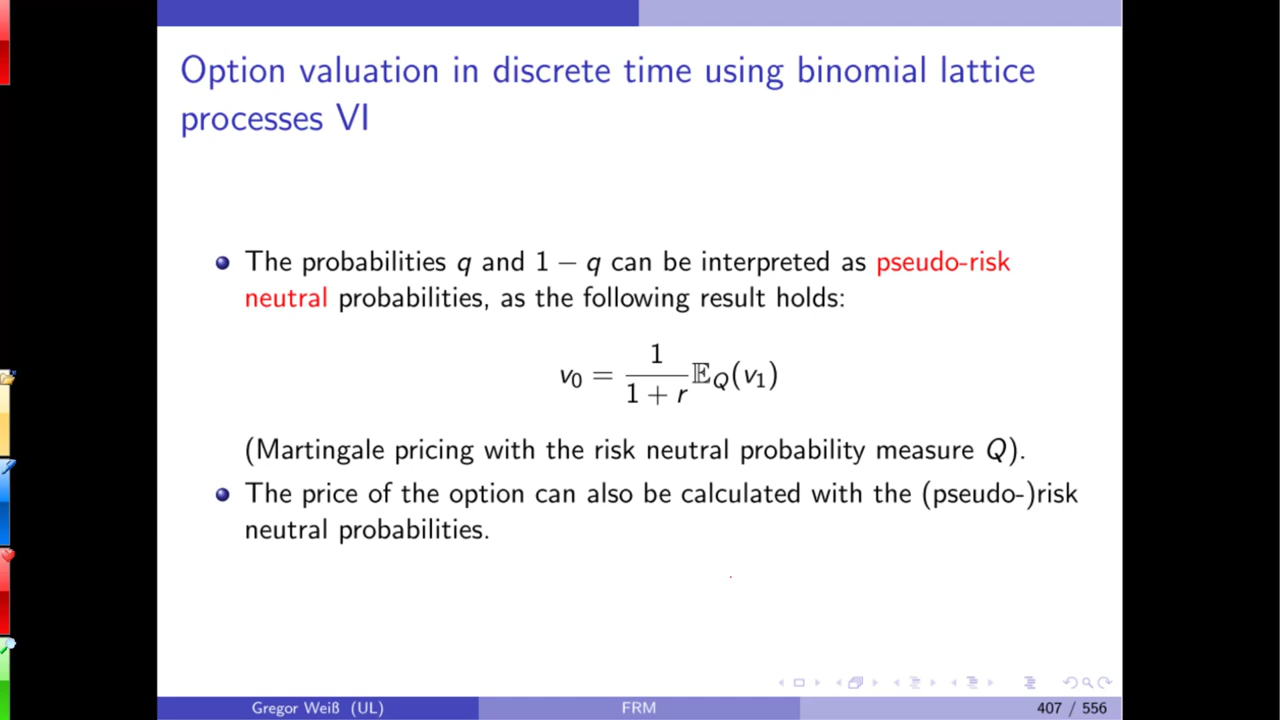 Option valuation in discrete time using binomial lattice
processes VI
The probabilities q and 1 − q can be interpreted as pseudo-risk
neutral probabilities, as the following result holds:
v₀ = 1/(1 + r) 𝔼_Q(v₁)
(Martingale pricing with the risk neutral probability measure Q).
The price of the option can also be calculated with the (pseudo-)risk
neutral probabilities.
Gregor Weiß (UL) FRM 407 / 556